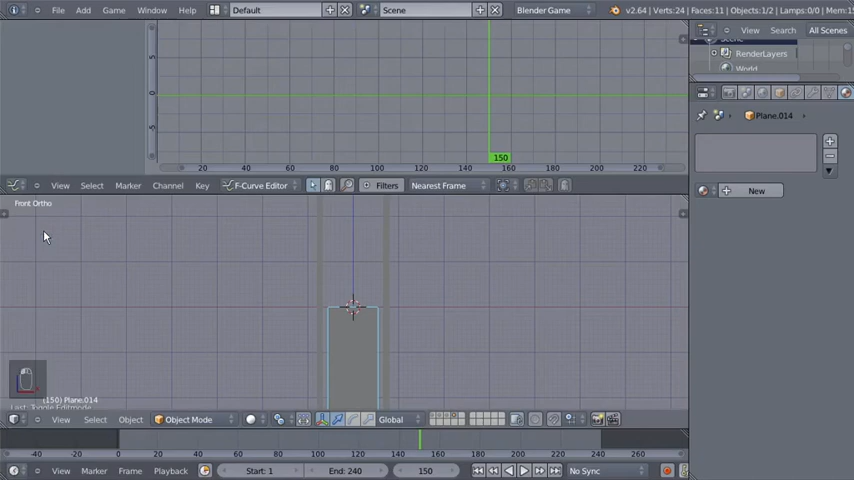 File Add Game Window Help Default Scene Blender Game v2.64 | Verts:24 | Faces:11 | Objects:1/2 | Lamps:0/0 | Mem:15
View Search All Scenes
RenderLayers
World
Plane.014
5
0
-5
20 40 60 80 100 120 140 160 180 200 220
150
View Select Marker Channel Key F-Curve Editor Filters Nearest Frame
New
Front Ortho
(150) Plane.014
Last: Toggle Editmode
View Select Object Object Mode Global
-40 -20 0 20 40 60 80 100 120 140 160 180 200 220 240 260
View Marker Frame Playback Start: 1 End: 240 150 No Sync